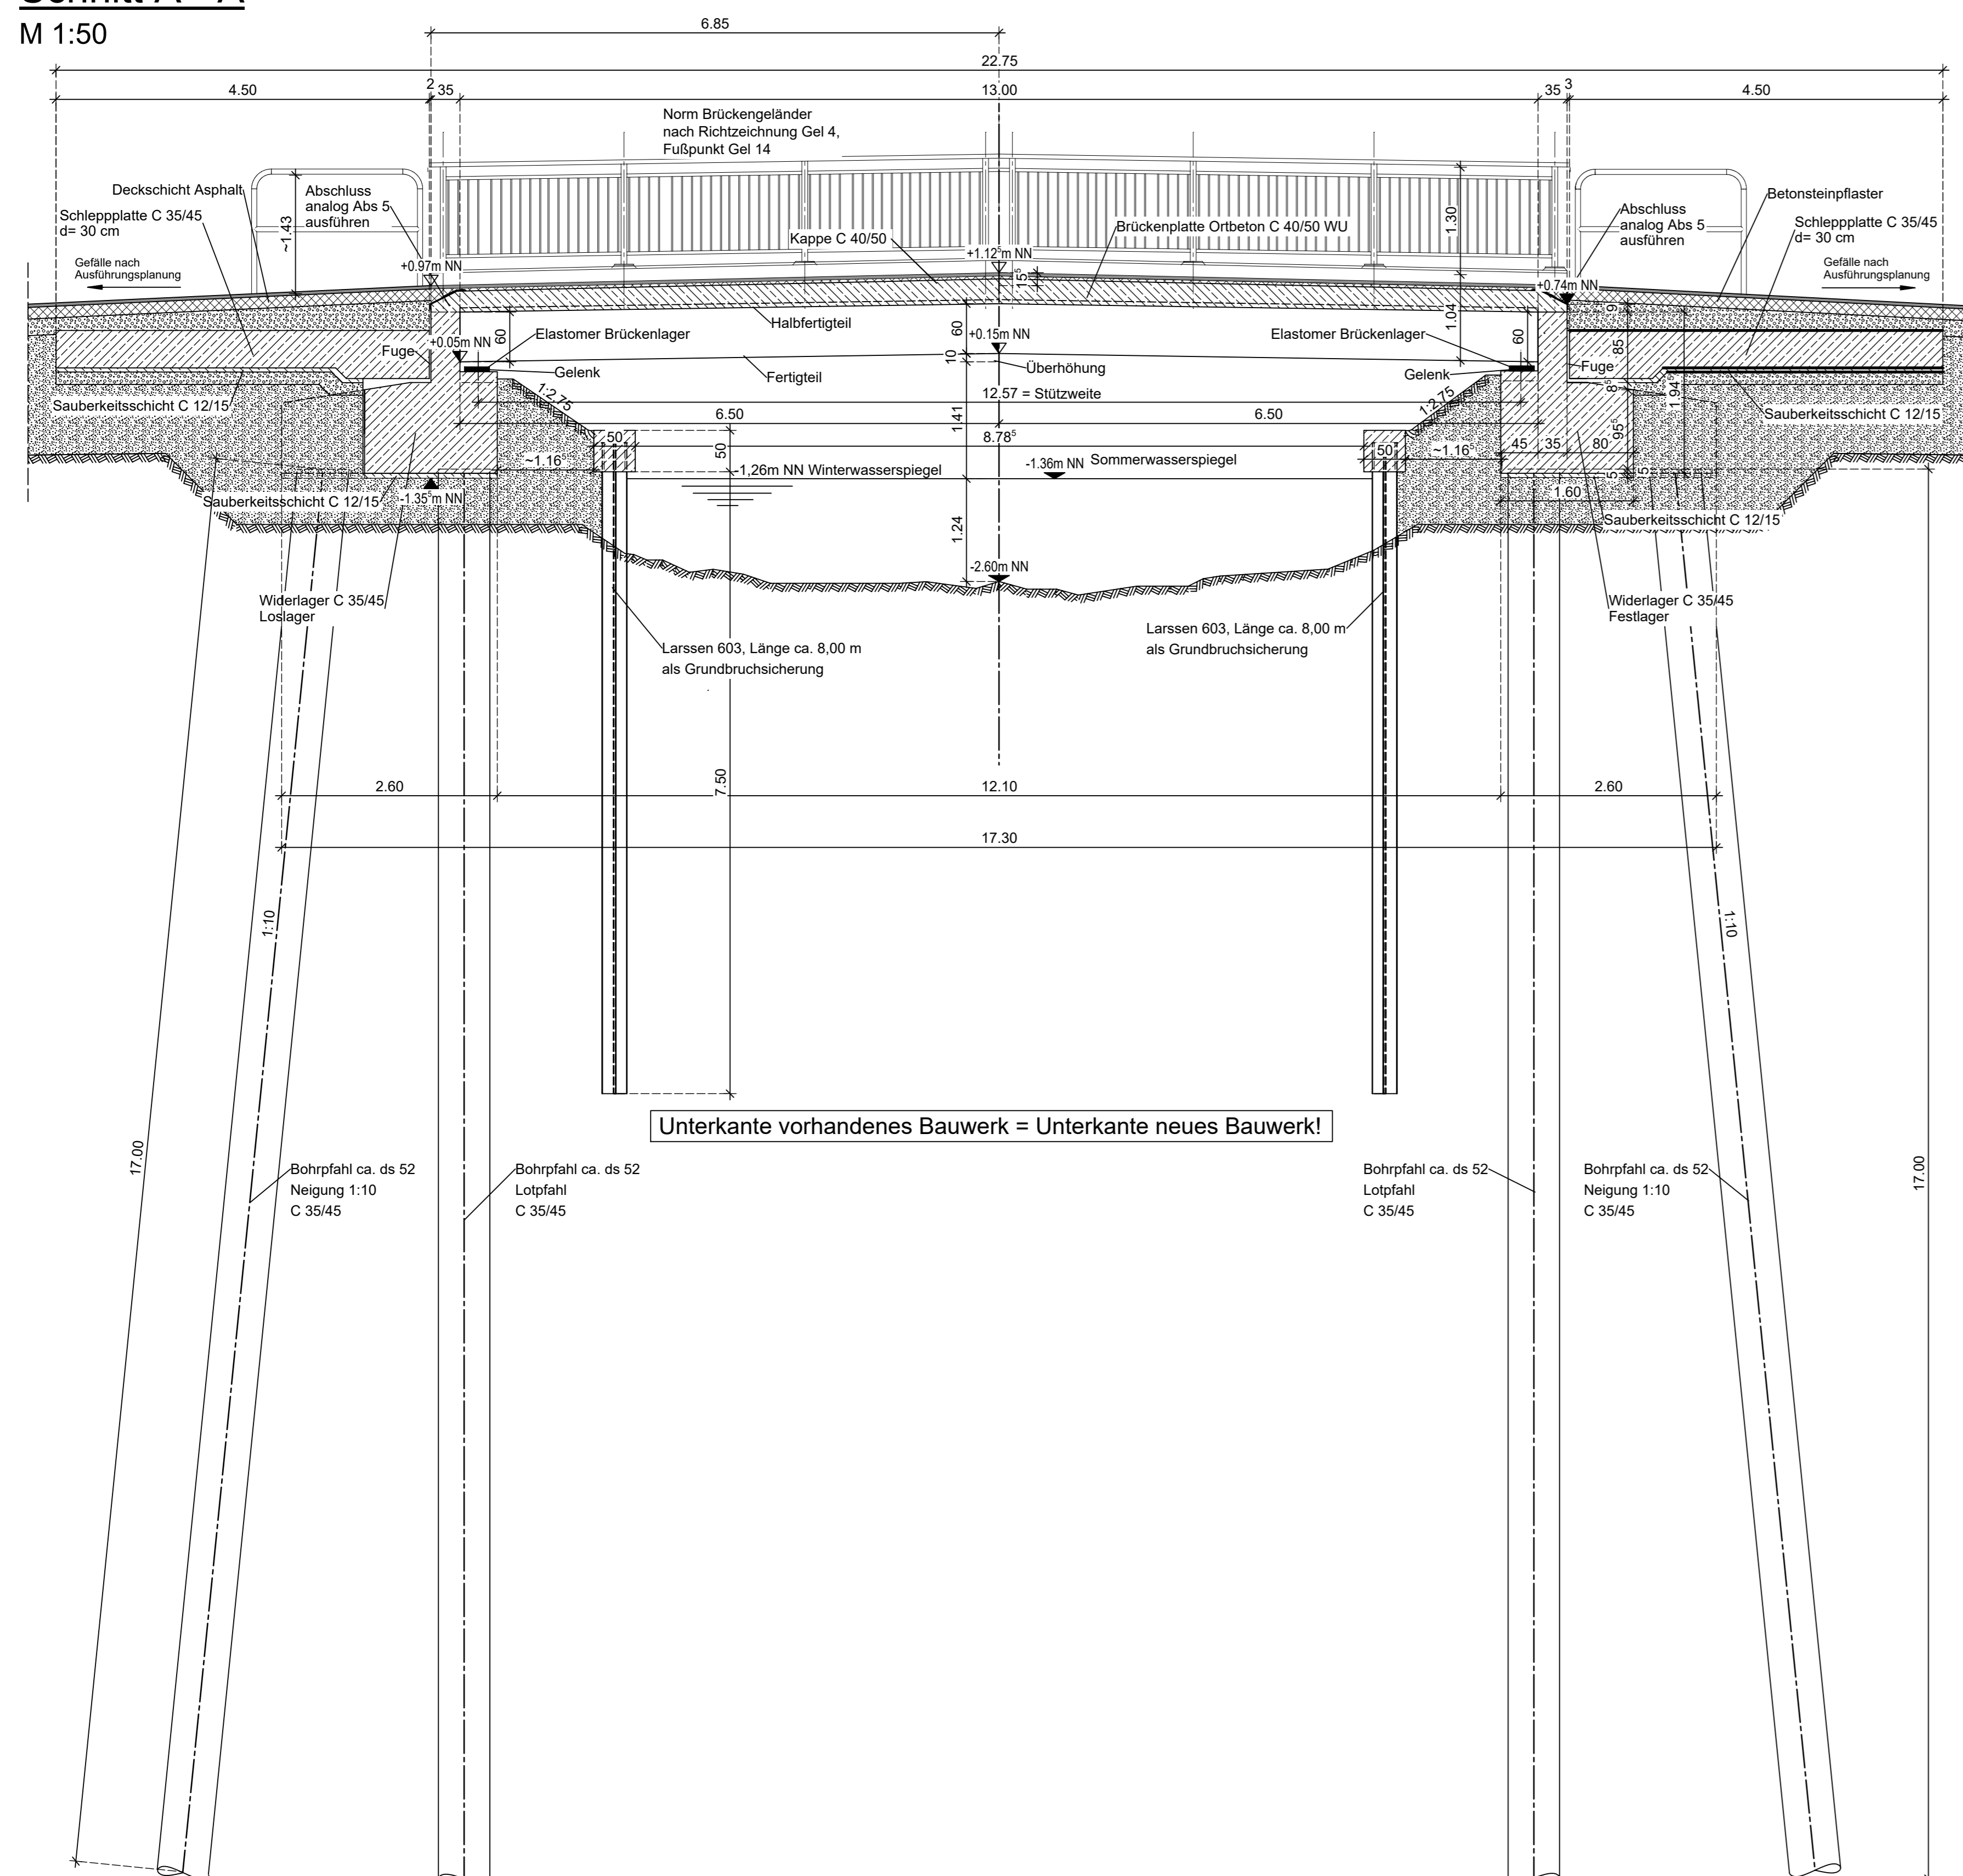 M 1:50
6.85
22.75
4.50
2
35
13.00
35
3
4.50
Norm Brückengeländer
nach Richtzeichnung Gel 4,
Fußpunkt Gel 14
Deckschicht Asphalt
Schleppplatte C 35/45
d= 30 cm
Gefälle nach
Ausführungsplanung
~1.43
Abschluss
analog Abs 5
ausführen
+0.97m NN
Kappe C 40/50
+1.12⁵m NN
15⁵
Brückenplatte Ortbeton C 40/50 WU
1.30
1.04
Abschluss
analog Abs 5
ausführen
+0.74m NN
Betonsteinpflaster
Schleppplatte C 35/45
d= 30 cm
Gefälle nach
Ausführungsplanung
Fuge
+0.05m NN
60
Elastomer Brückenlager
Gelenk
Halbfertigteil
Fertigteil
60
10
+0.15m NN
Überhöhung
12.57 = Stützweite
Elastomer Brückenlager
Gelenk
60
Fuge
9
85
8⁵
1.94⁵
95⁵
5
5
Sauberkeitsschicht C 12/15
Sauberkeitsschicht C 12/15
1:2.75
1:2.75
6.50
6.50
1.41
8.78⁵
50
50
50
~1.16⁵
~1.16⁵
45
35
80
1.60
-1,26m NN Winterwasserspiegel
-1.36m NN
Sommerwasserspiegel
Sauberkeitsschicht C 12/15
-1.35⁵m NN
Sauberkeitsschicht C 12/15
1.24
-2.60m NN
Widerlager C 35/45
Loslager
Widerlager C 35/45
Festlager
Larssen 603, Länge ca. 8,00 m
als Grundbruchsicherung
Larssen 603, Länge ca. 8,00 m
als Grundbruchsicherung
7.50
2.60
12.10
2.60
17.30
1:10
1:10
Unterkante vorhandenes Bauwerk = Unterkante neues Bauwerk!
17.00
Bohrpfahl ca. ds 52
Neigung 1:10
C 35/45
Bohrpfahl ca. ds 52
Lotpfahl
C 35/45
Bohrpfahl ca. ds 52
Lotpfahl
C 35/45
Bohrpfahl ca. ds 52
Neigung 1:10
C 35/45
17.00